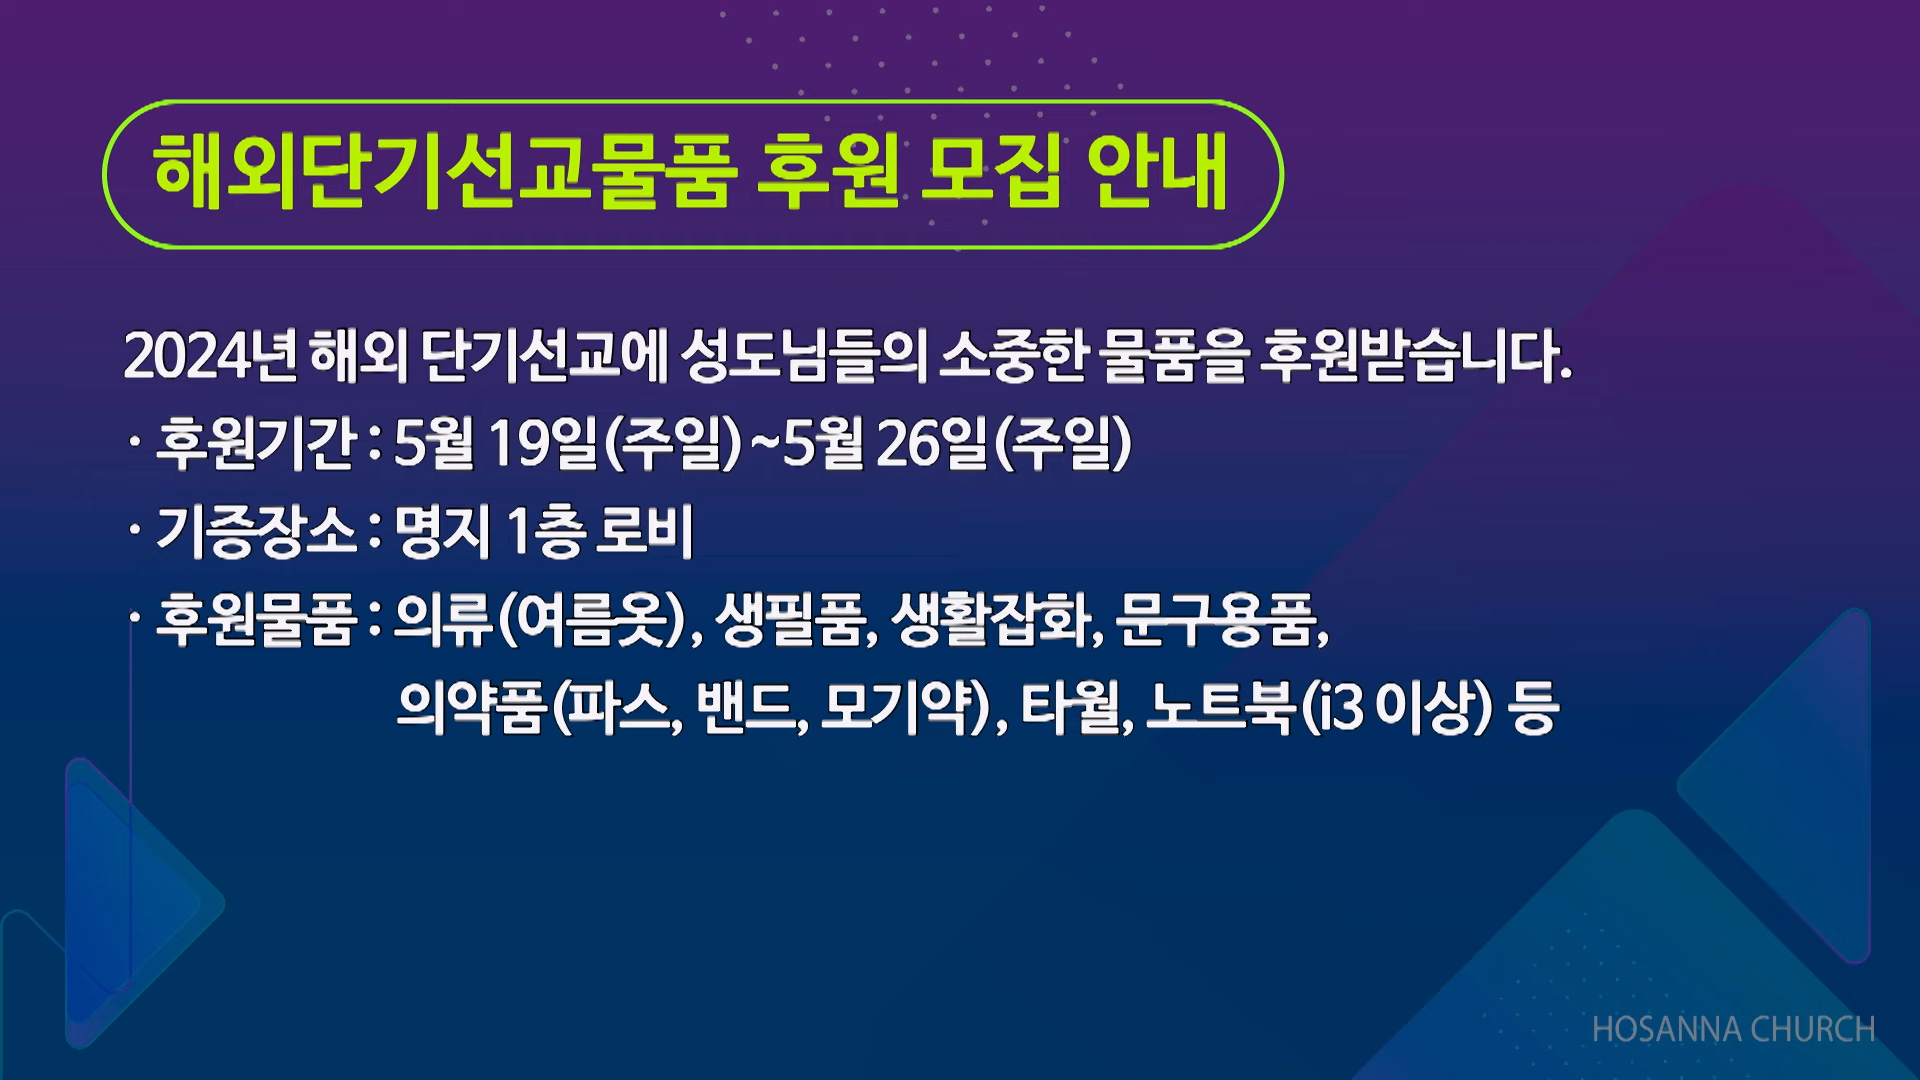 해외단기선교물품 후원 모집 안내
2024년 해외 단기선교에 성도님들의 소중한 물품을 후원받습니다.
· 후원기간 : 5월 19일(주일)~5월 26일(주일)
· 기증장소 : 명지 1층 로비
· 후원물품 : 의류(여름옷), 생필품, 생활잡화, 문구용품,
의약품(파스, 밴드, 모기약), 타월, 노트북(i3 이상) 등
HOSANNA CHURCH